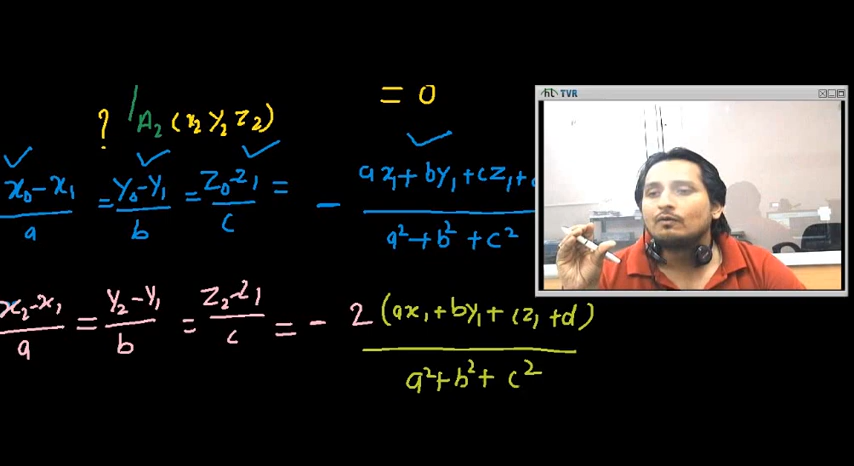 = 0
? A₂ (x₂ y₂ z₂)
TVR
(x₀-x₁)/a = (y₀-y₁)/b = (z₀-z₁)/c = - (ax₁+by₁+cz₁+)/(a²+b²+c²)
(x₂-x₁)/a = (y₂-y₁)/b = (z₂-z₁)/c = - 2(ax₁+by₁+cz₁+d)/(a²+b²+c²)